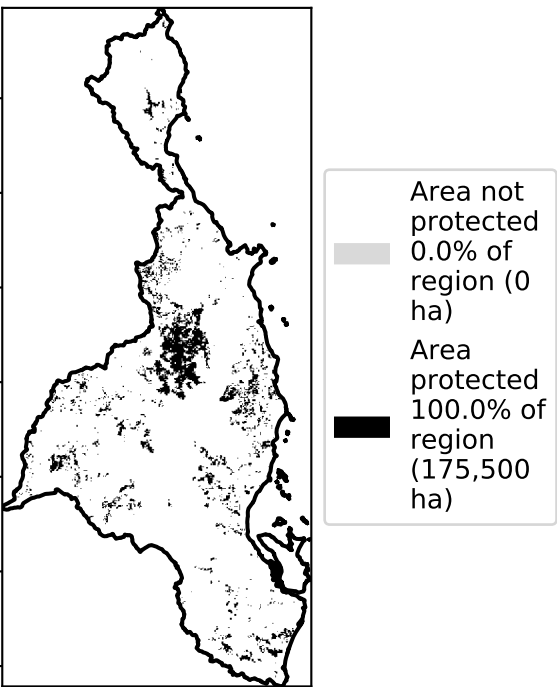 Area not
protected
0.0% of
region (0
ha)
Area
protected
100.0% of
region
(175,500
ha)